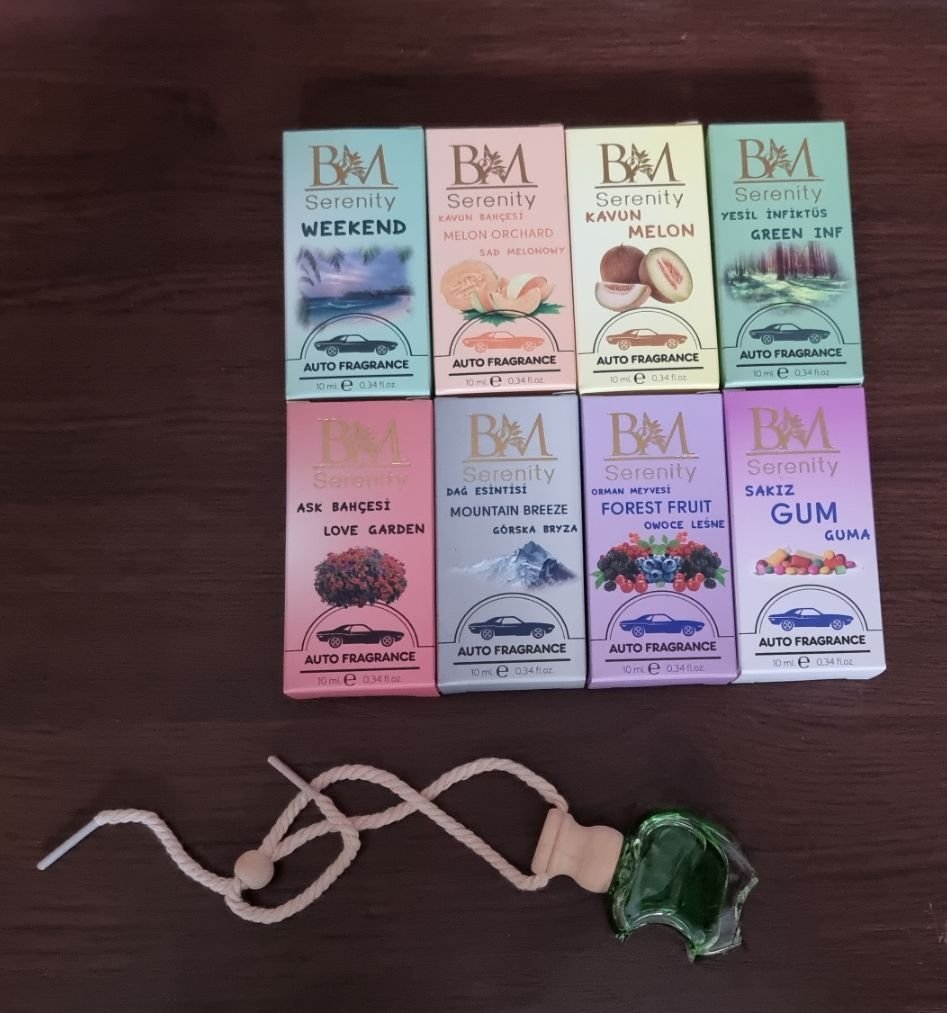 BM
Serenity
WEEKEND
AUTO FRAGRANCE
10 ml. e 0,34 fl.oz.
BM
Serenity
KAVUN BAHÇESİ
MELON ORCHARD
SAD MELONOWY
AUTO FRAGRANCE
10 ml. e 0,34 fl.oz.
BM
Serenity
KAVUN
MELON
AUTO FRAGRANCE
10 ml. e 0,34 fl.oz.
BM
Serenity
YESİL İNFİKTÜS
GREEN INF
AUTO FRAGRANCE
10 ml. e 0,34 fl.oz.
BM
Serenity
ASK BAHÇESİ
LOVE GARDEN
AUTO FRAGRANCE
10 ml. e 0,34 fl.oz.
BM
Serenity
DAĞ ESİNTİSİ
MOUNTAIN BREEZE
GÓRSKA BRYZA
AUTO FRAGRANCE
10 ml. e 0,34 fl.oz.
BM
Serenity
ORMAN MEYVESİ
FOREST FRUIT
OWOCE LEŚNE
AUTO FRAGRANCE
10 ml. e 0,34 fl.oz.
BM
Serenity
SAKIZ
GUM
GUMA
AUTO FRAGRANCE
10 ml. e 0,34 fl.oz.